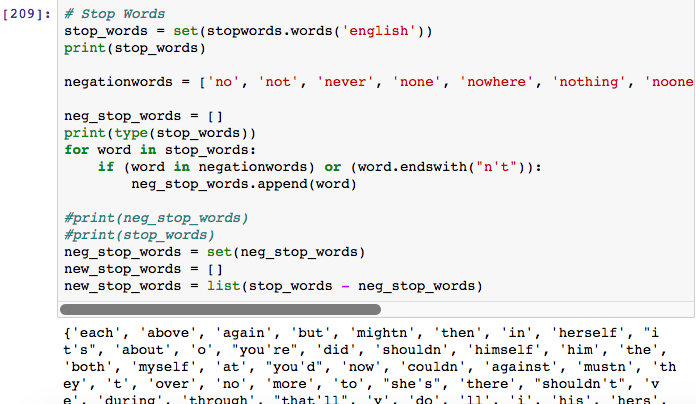 [209]: # Stop Words
stop_words = set(stopwords.words('english'))
print(stop_words)
negationwords = ['no', 'not', 'never', 'none', 'nowhere', 'nothing', 'noone
neg_stop_words = []
print(type(stop_words))
for word in stop_words:
if (word in negationwords) or (word.endswith("n't")):
neg_stop_words.append(word)
#print(neg_stop_words)
#print(stop_words)
neg_stop_words = set(neg_stop_words)
new_stop_words = []
new_stop_words = list(stop_words - neg_stop_words)
{'each', 'above', 'again', 'but', 'mightn', 'then', 'in', 'herself', "i
t's", 'about', 'o', "you're", 'did', 'shouldn', 'himself', 'him', 'the',
'both', 'myself', 'at', "you'd", 'now', 'couldn', 'against', 'mustn', 'th
ey', 't', 'over', 'no', 'more', 'to', "she's", 'there', "shouldn't", 'v
e', 'during', 'through', "that'll", 'y', 'do', 'll', 'i', 'his', 'hers',